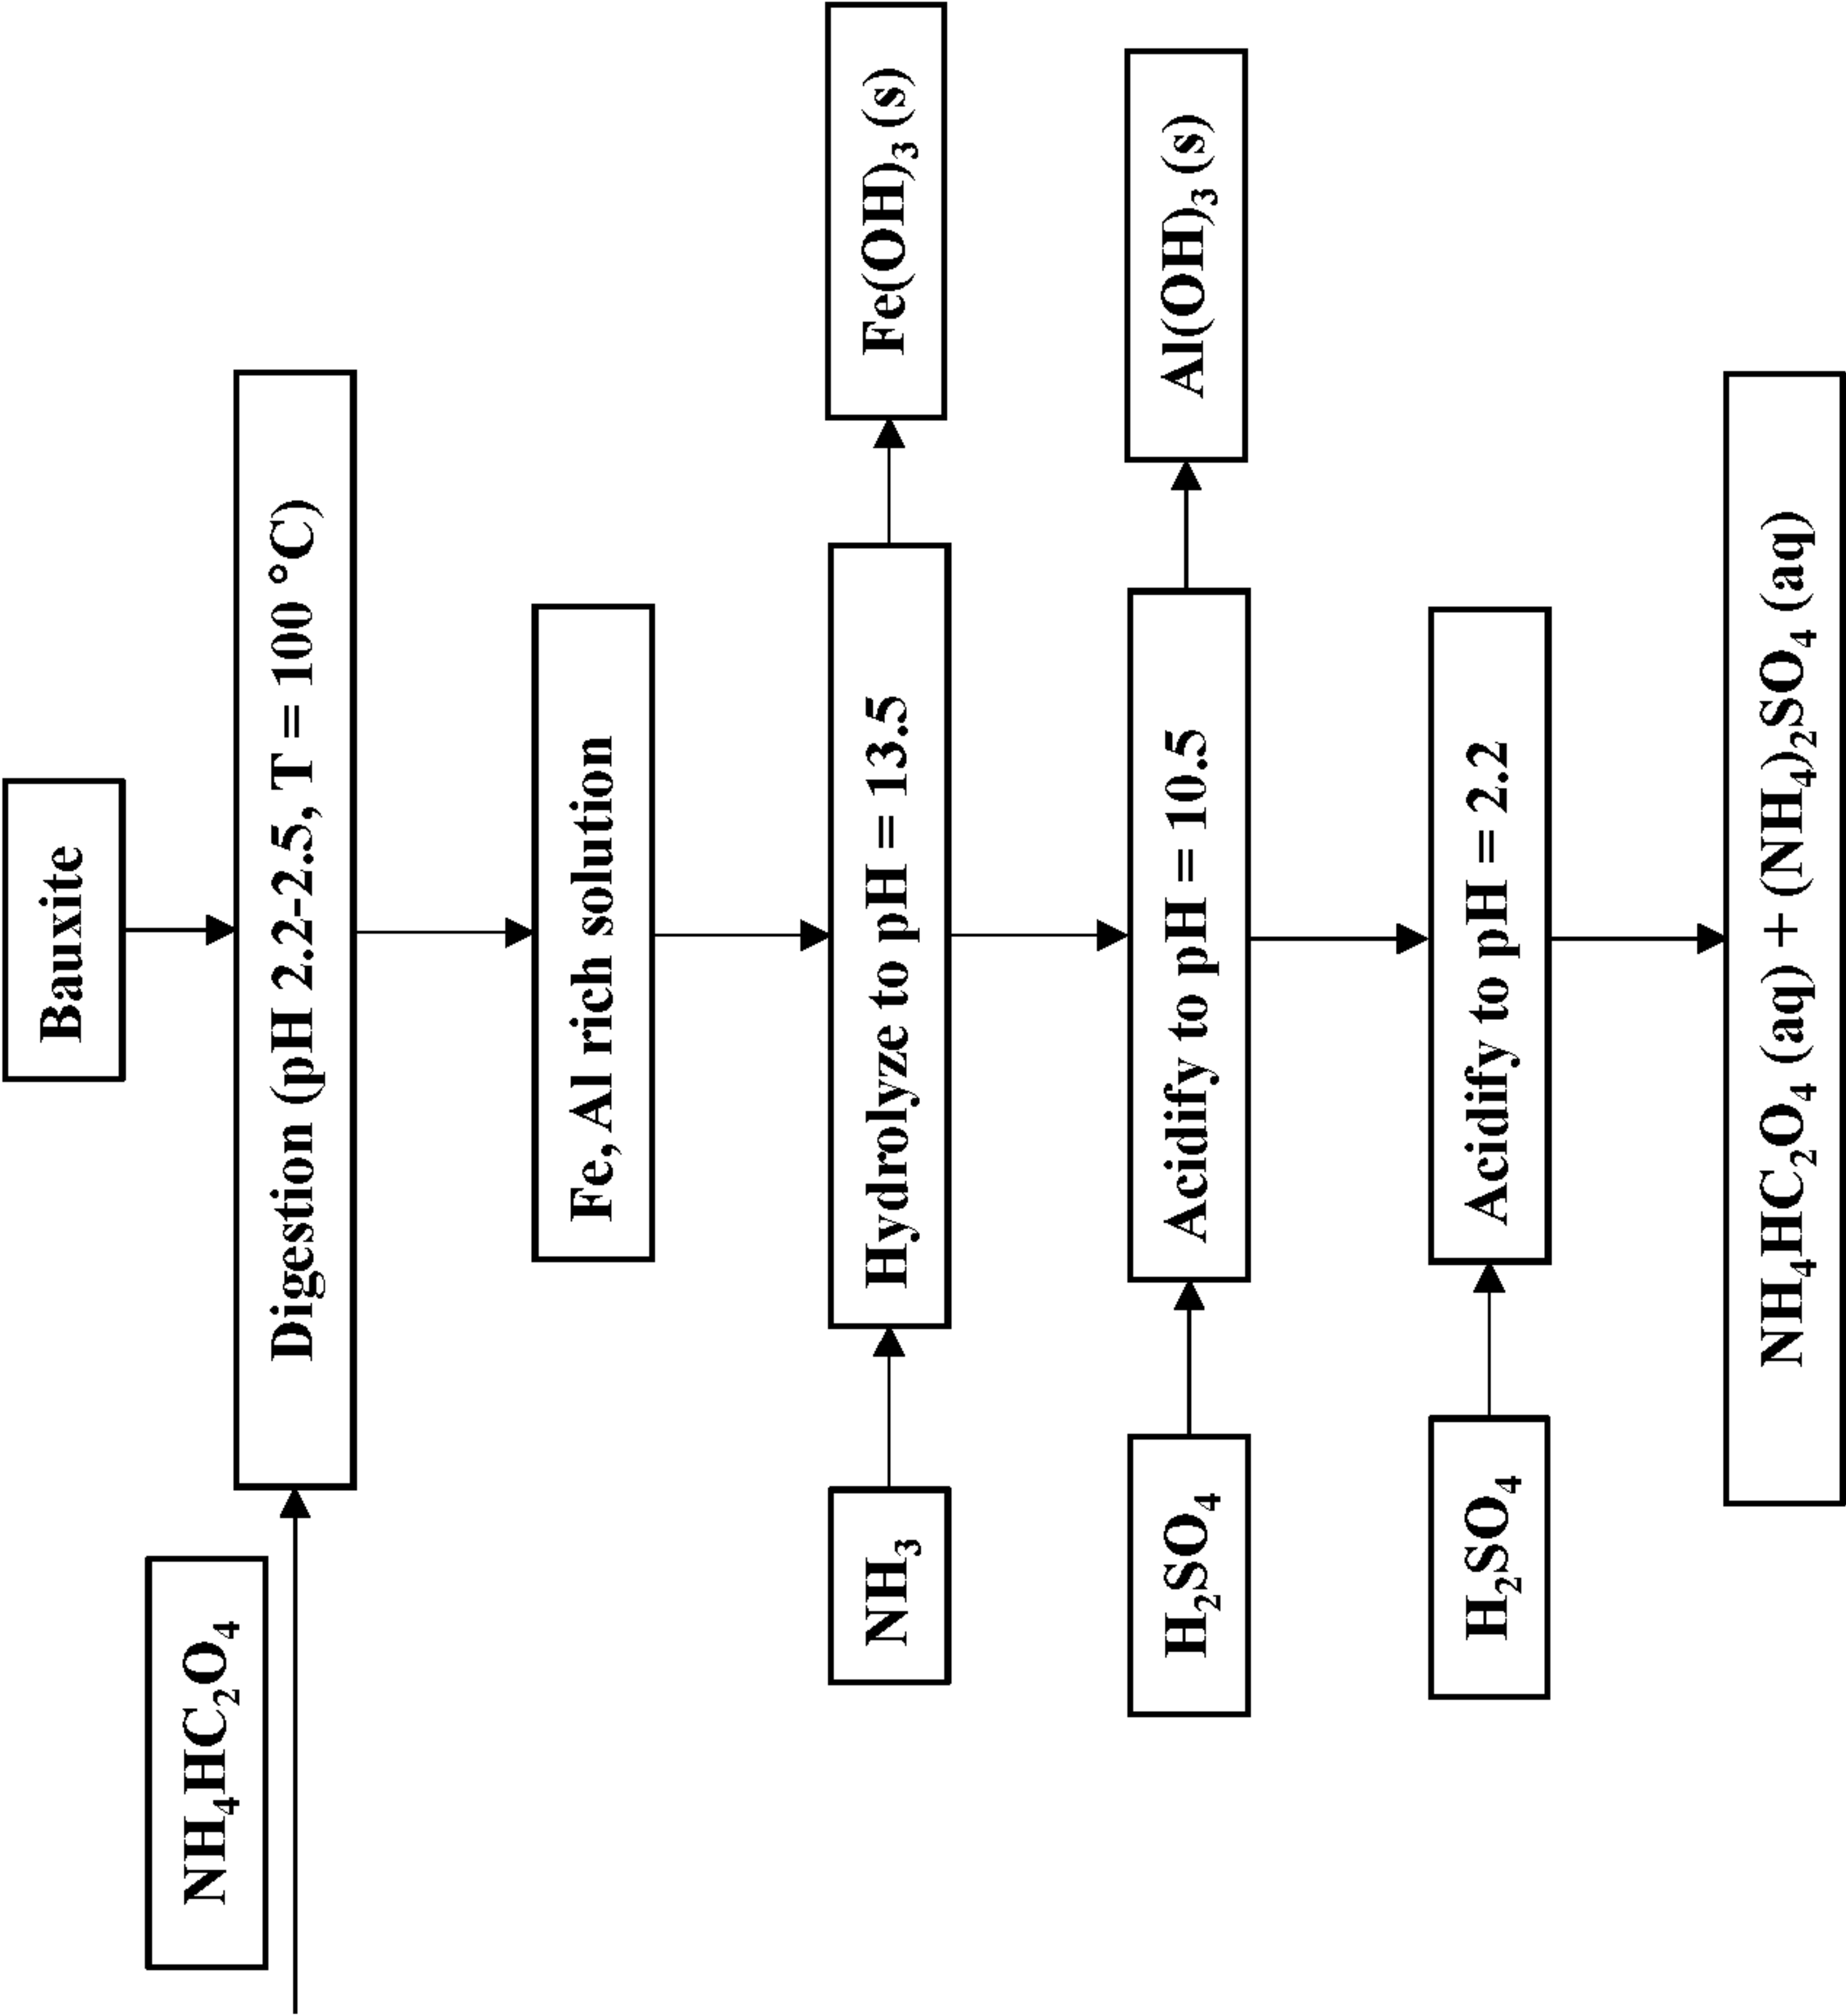 Bauxite
NH₄HC₂O₄
Digestion (pH 2.2-2.5, T = 100 °C)
Fe, Al rich solution
NH₃
Hydrolyze to pH = 13.5
Fe(OH)₃ (s)
H₂SO₄
Acidify to pH = 10.5
Al(OH)₃ (s)
H₂SO₄
Acidify to pH = 2.2
NH₄HC₂O₄ (aq) + (NH₄)₂SO₄ (aq)